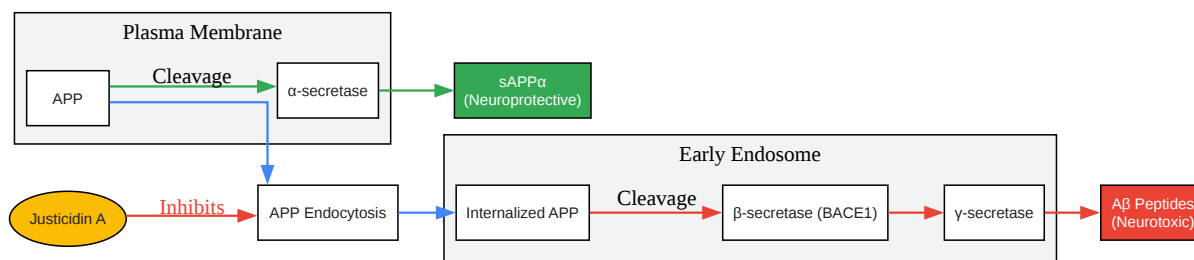 Plasma Membrane
APP
Cleavage
α-secretase
sAPPα
(Neuroprotective)
Early Endosome
Justicidin A
Inhibits
APP Endocytosis
Internalized APP
Cleavage
β-secretase (BACE1)
γ-secretase
Aβ Peptides
(Neurotoxic)